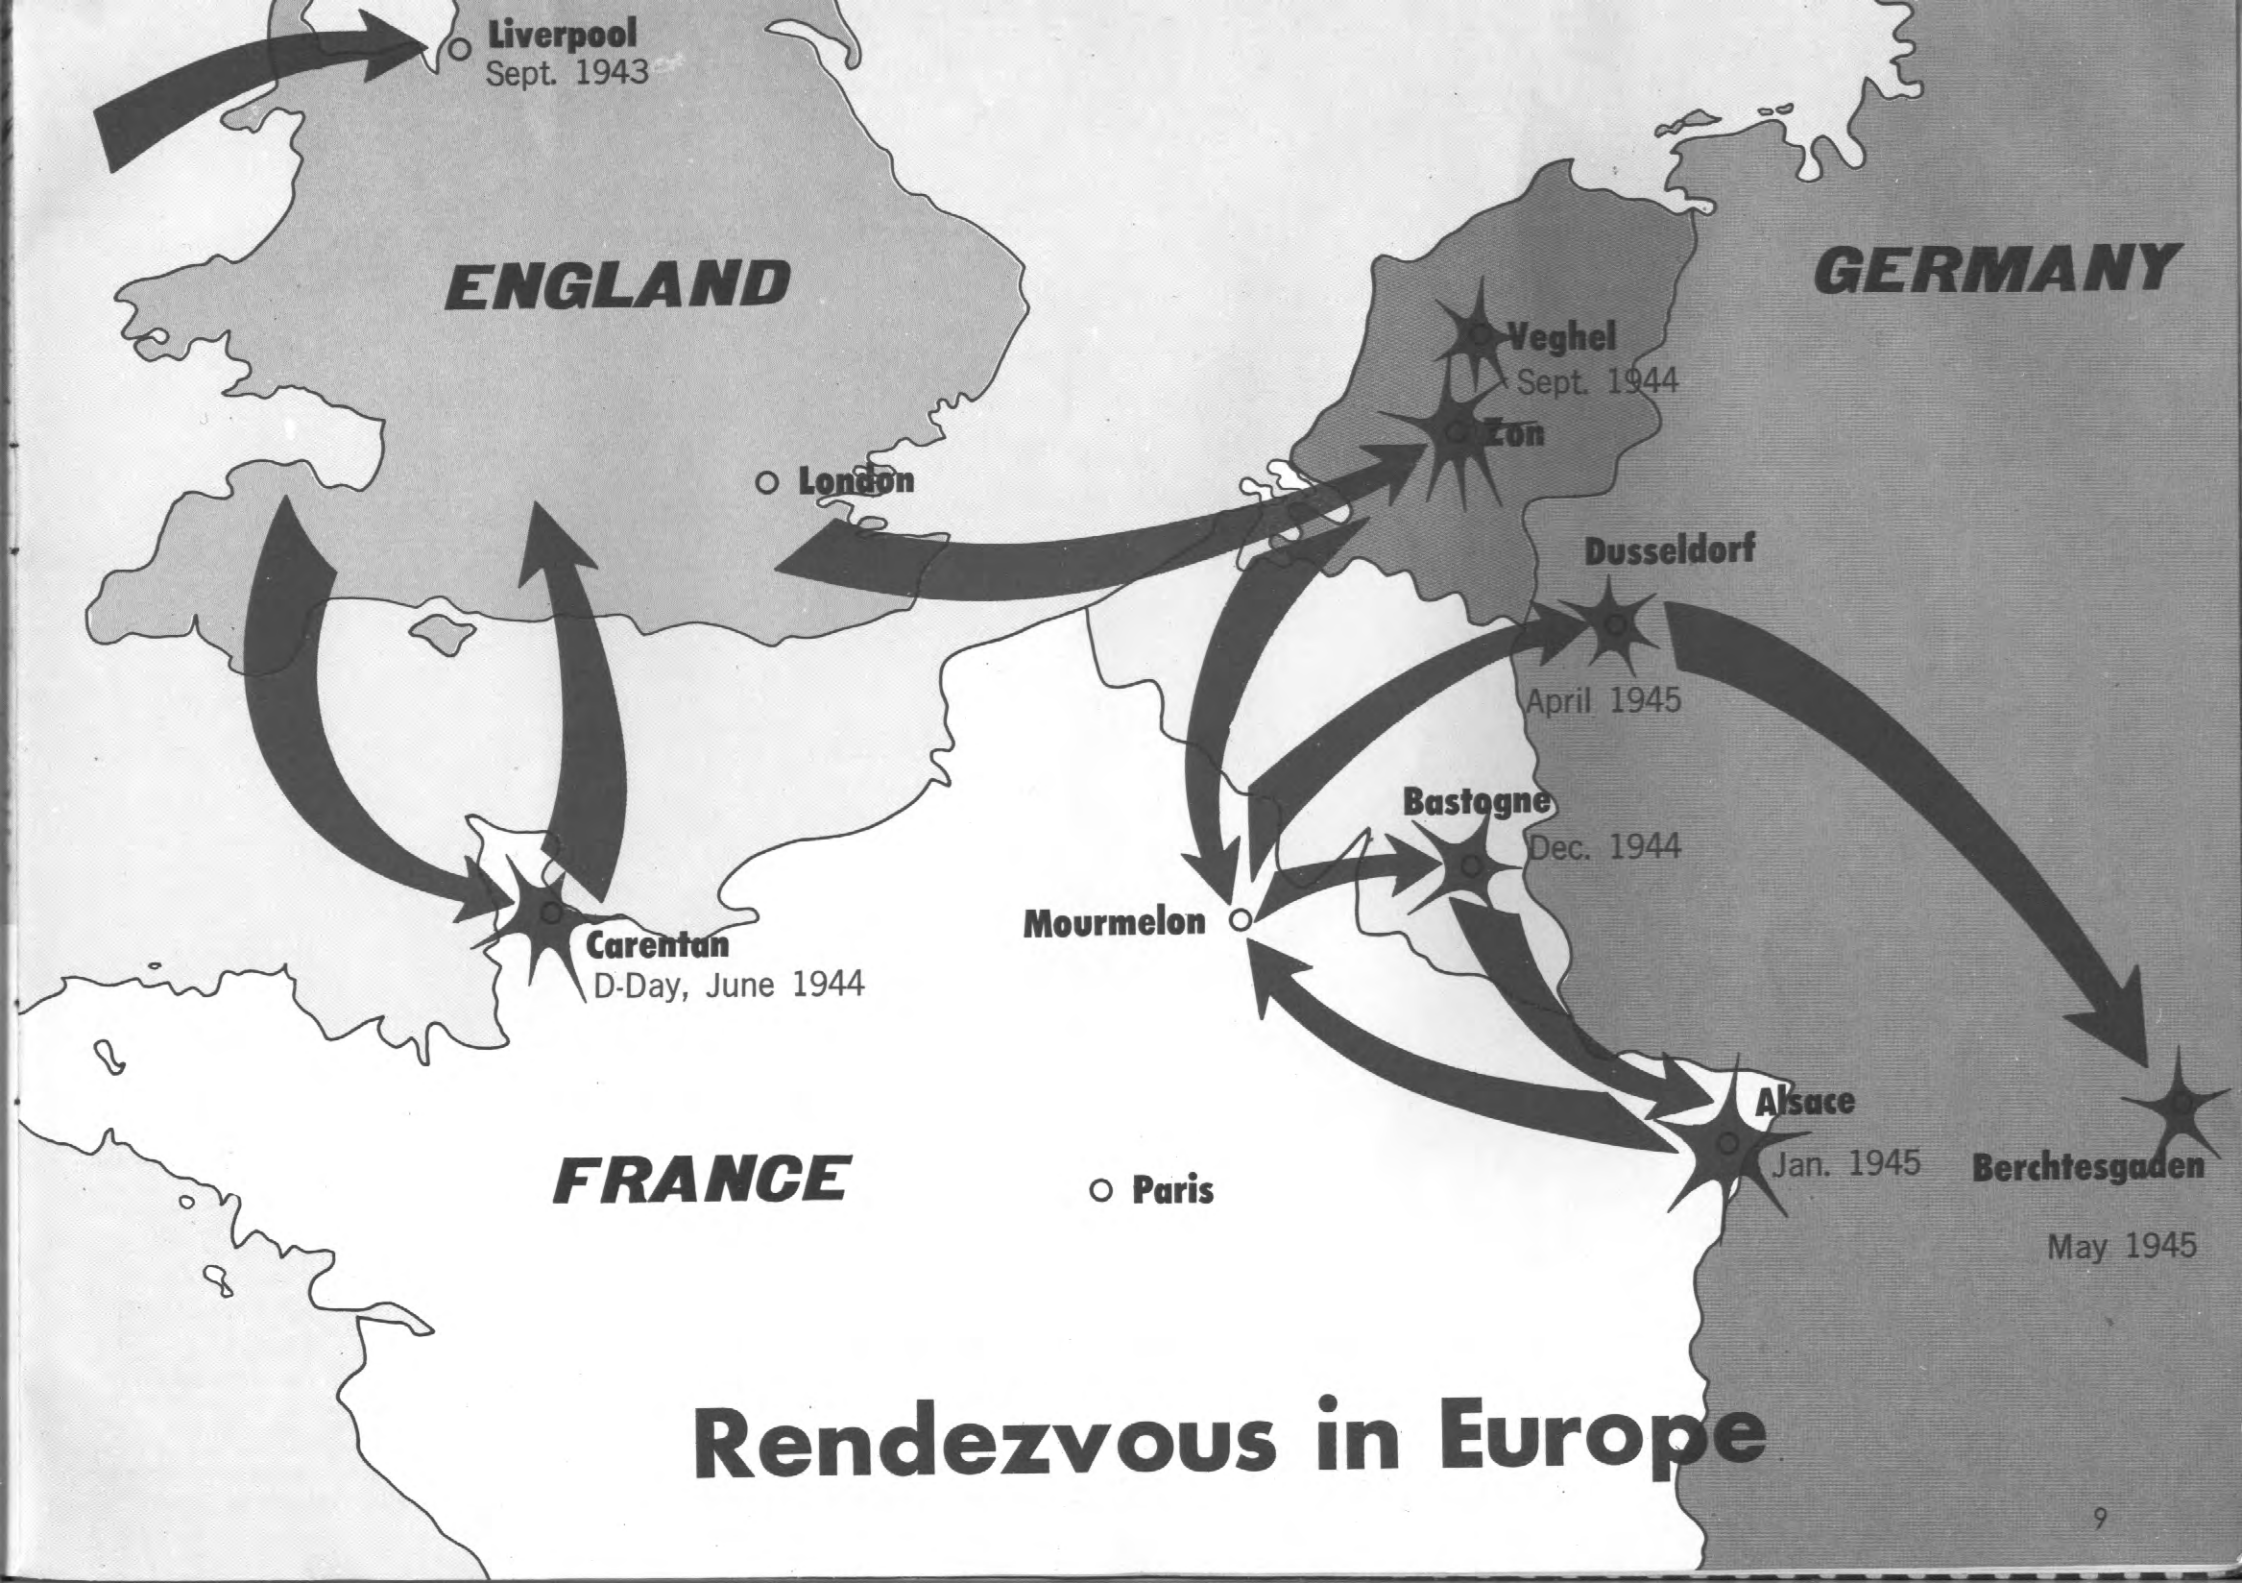 Liverpool
Sept. 1943
ENGLAND
GERMANY
Veghel
Sept. 1944
Zon
London
Dusseldorf
April 1945
Bastogne
Dec. 1944
Mourmelon
Carentan
D-Day, June 1944
Alsace
Jan. 1945
Berchtesgaden
May 1945
FRANCE
Paris
Rendezvous in Europe
9